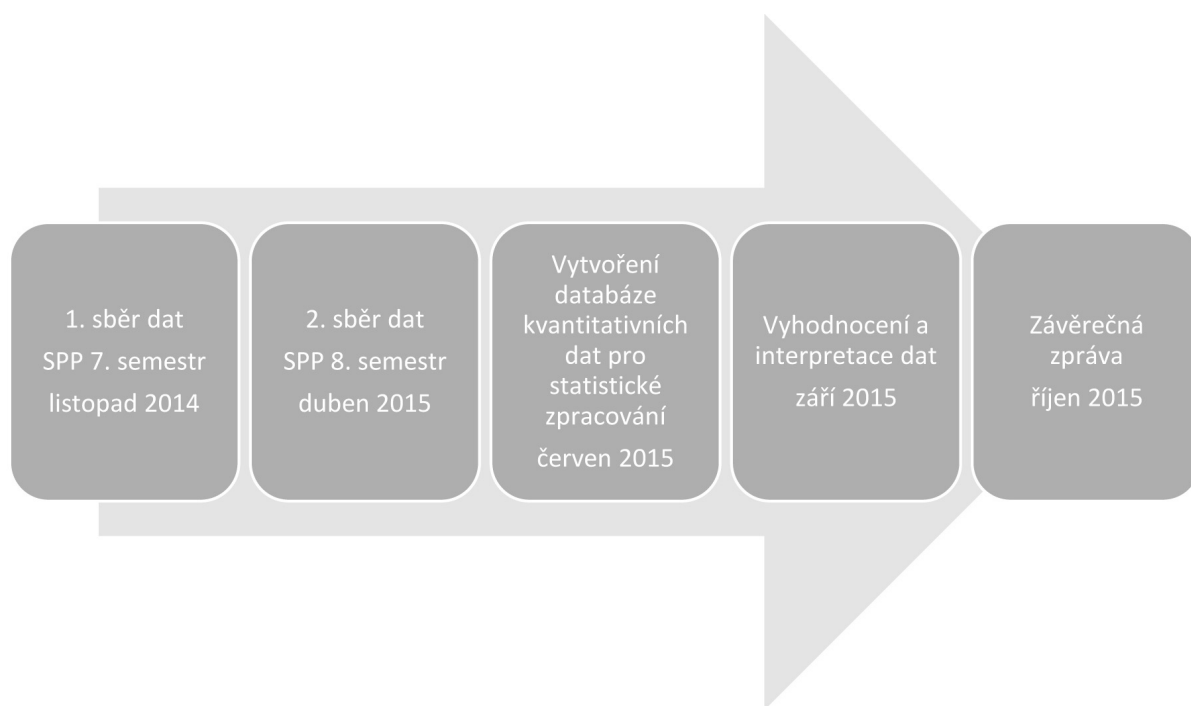 1. sběr dat
SPP 7. semestr
listopad 2014
2. sběr dat
SPP 8. semestr
duben 2015
Vytvoření
databáze
kvantitativních
dat pro
statistické
zpracování
červen 2015
Vyhodnocení a
interpretace dat
září 2015
Závěrečná
zpráva
říjen 2015